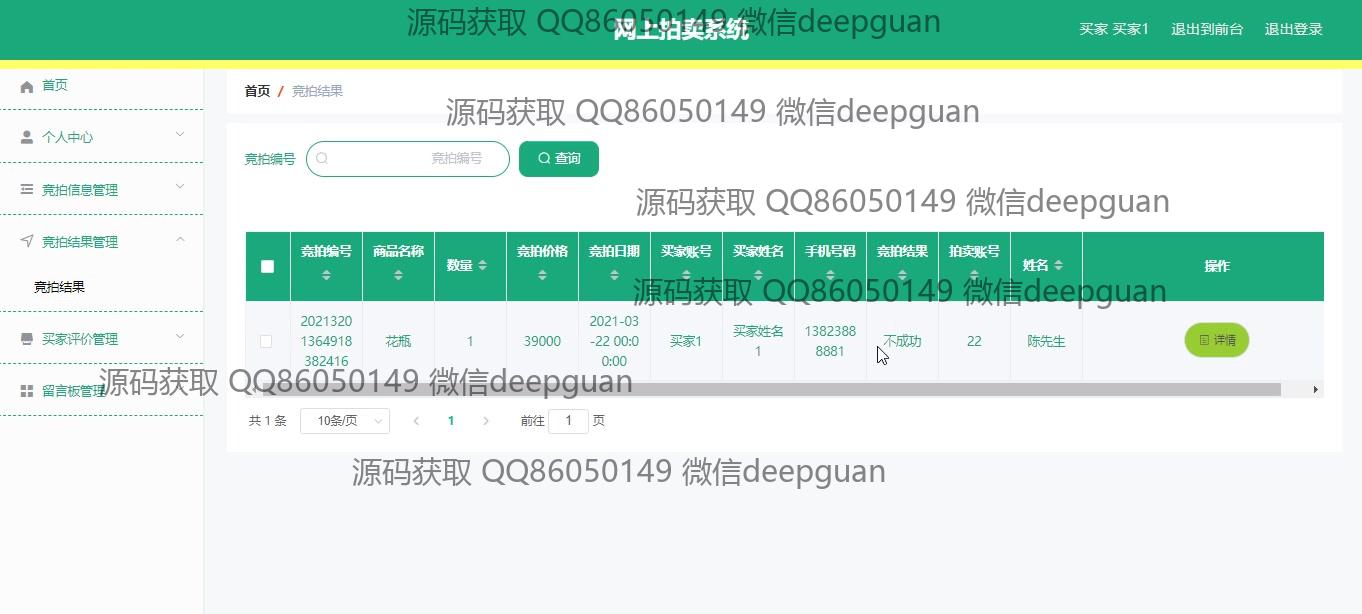 源码获取 QQ86050149 微信deepguan
网上拍卖系统
买家 买家1 退出到前台 退出登录
首页
个人中心
竞拍信息管理
竞拍结果管理
竞拍结果
买家评价管理
留言板管理
首页 / 竞拍结果
源码获取 QQ86050149 微信deepguan
竞拍编号 竞拍编号 查询
源码获取 QQ86050149 微信deepguan
竞拍编号 商品名称 数量 竞拍价格 竞拍日期 买家账号 买家姓名 手机号码 竞拍结果 拍卖账号 姓名 操作
源码获取 QQ86050149 微信deepguan
2021320
1364918
382416
花瓶
1
39000
2021-03
-22 00:0
0:00
买家1
买家姓名
1
1382388
8881
不成功
22
陈先生
详情
源码获取 QQ86050149 微信deepguan
共 1 条 10条/页 1 前往 1 页
源码获取 QQ86050149 微信deepguan